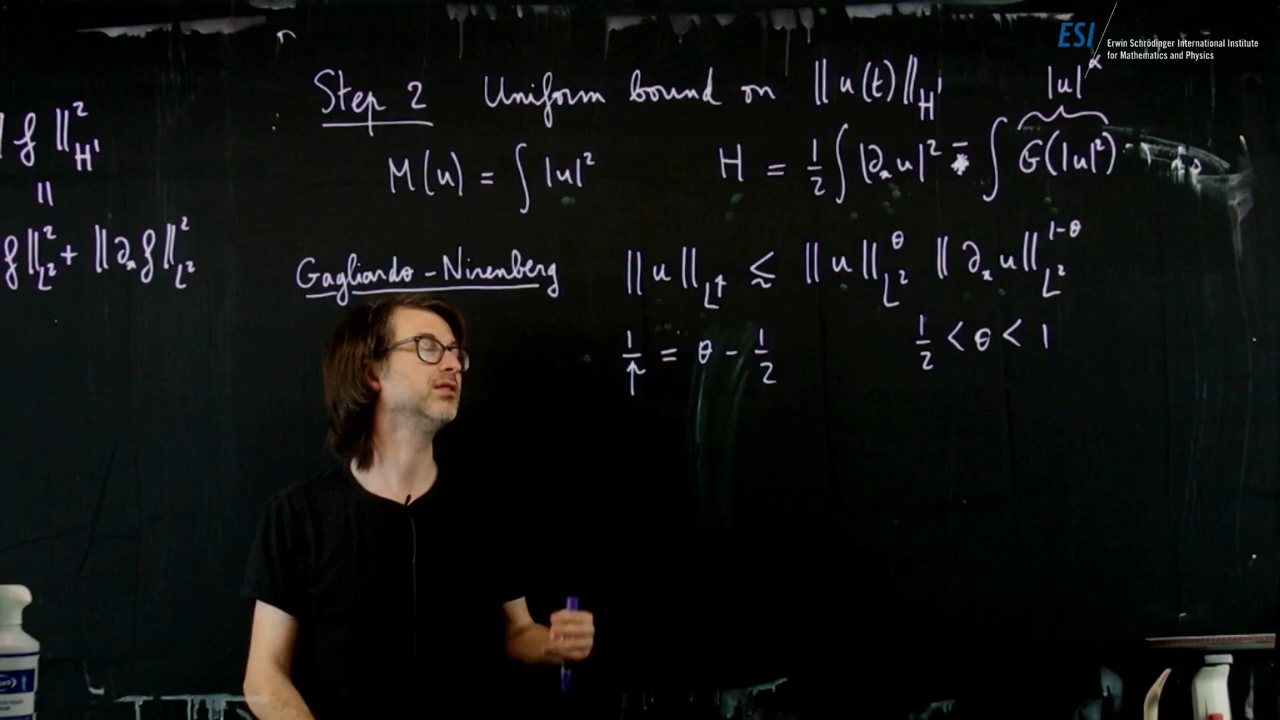 ESI
Erwin Schrödinger International Institute
for Mathematics and Physics
Step 2 Uniform bound on ‖u(t)‖_{H¹}
|u|^α
‖f‖²_{H¹}
M(u) = ∫ |u|² H = ½ ∫ |∂ₓu|² − ∫ G(|u|²)
||
f‖²_{L²} + ‖∂ₓf‖²_{L²}
Gagliardo - Nirenberg ‖u‖_{L^p} ≲ ‖u‖^θ_{L²} ‖∂ₓu‖^{1-θ}_{L²}
1/p = θ - 1/2 1/2 < θ < 1